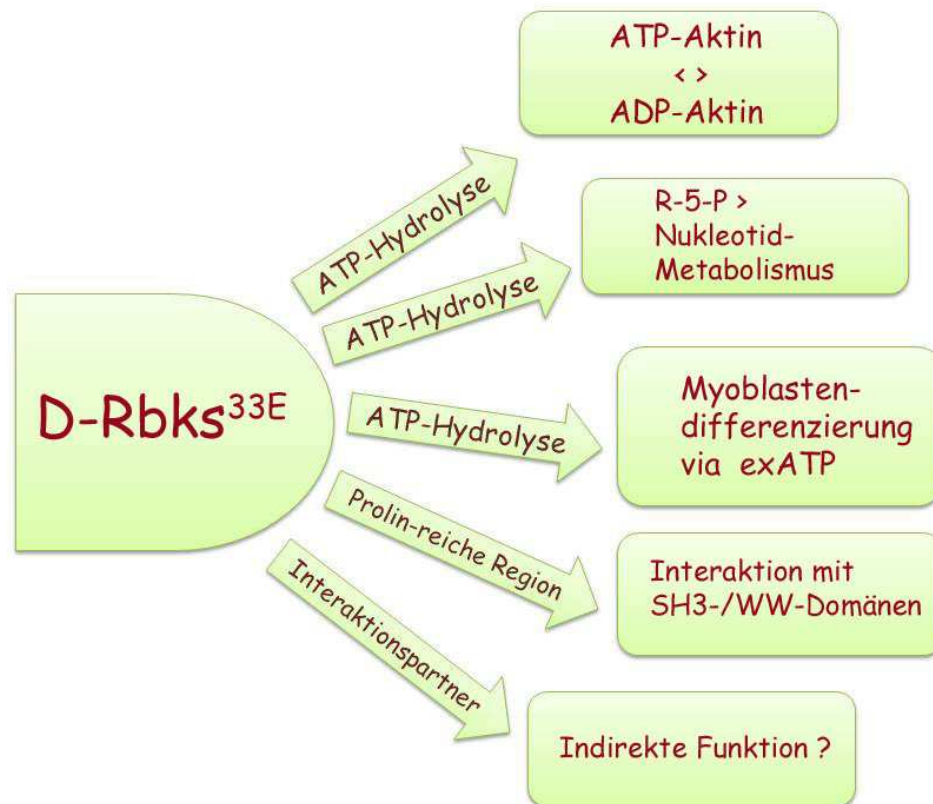 ATP-Aktin
< >
ADP-Aktin
ATP-Hydrolyse
R-5-P >
Nukleotid-
Metabolismus
ATP-Hydrolyse
D-Rbks33E
ATP-Hydrolyse
Myoblasten-
differenzierung
via exATP
Prolin-reiche Region
Interaktion mit
SH3-/WW-Domänen
Interaktionspartner
Indirekte Funktion ?